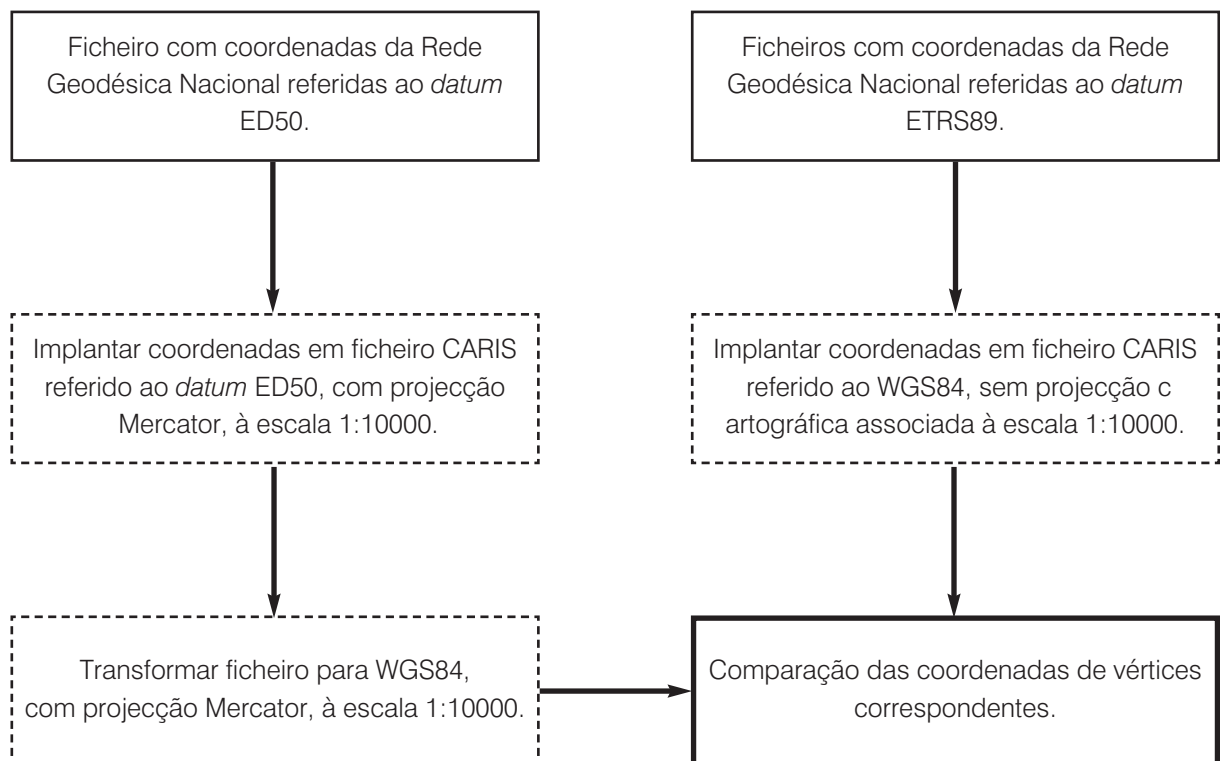 Ficheiro com coordenadas da Rede
Geodésica Nacional referidas ao datum
ED50.
Ficheiros com coordenadas da Rede
Geodésica Nacional referidas ao datum
ETRS89.
Implantar coordenadas em ficheiro CARIS
referido ao datum ED50, com projecção
Mercator, à escala 1:10000.
Implantar coordenadas em ficheiro CARIS
referido ao WGS84, sem projecção c
artográfica associada à escala 1:10000.
Transformar ficheiro para WGS84,
com projecção Mercator, à escala 1:10000.
Comparação das coordenadas de vértices
correspondentes.